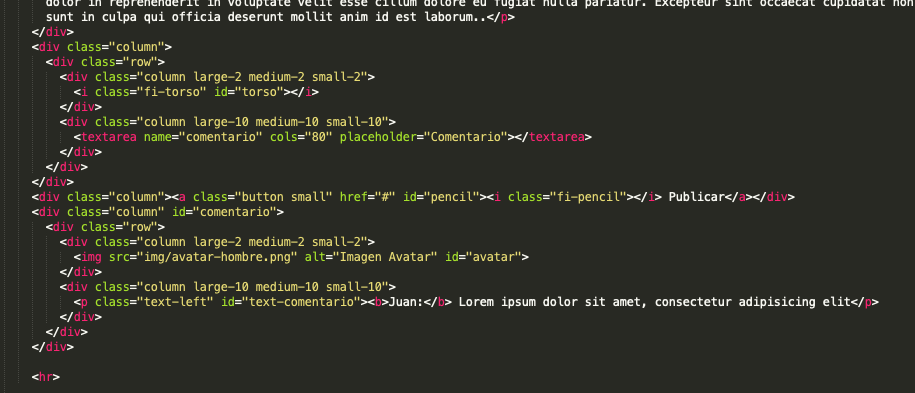 dolor in reprehenderit in voluptate velit esse cillum dolore eu fugiat nulla pariatur. Excepteur sint occaecat cupidatat non
sunt in culpa qui officia deserunt mollit anim id est laborum..</p>
</div>
<div class="column">
<div class="row">
<div class="column large-2 medium-2 small-2">
<i class="fi-torso" id="torso"></i>
</div>
<div class="column large-10 medium-10 small-10">
<textarea name="comentario" cols="80" placeholder="Comentario"></textarea>
</div>
</div>
</div>
<div class="column"><a class="button small" href="#" id="pencil"><i class="fi-pencil"></i> Publicar</a></div>
<div class="column" id="comentario">
<div class="row">
<div class="column large-2 medium-2 small-2">
<img src="img/avatar-hombre.png" alt="Imagen Avatar" id="avatar">
</div>
<div class="column large-10 medium-10 small-10">
<p class="text-left" id="text-comentario"><b>Juan:</b> Lorem ipsum dolor sit amet, consectetur adipisicing elit</p>
</div>
</div>
</div>
<hr>